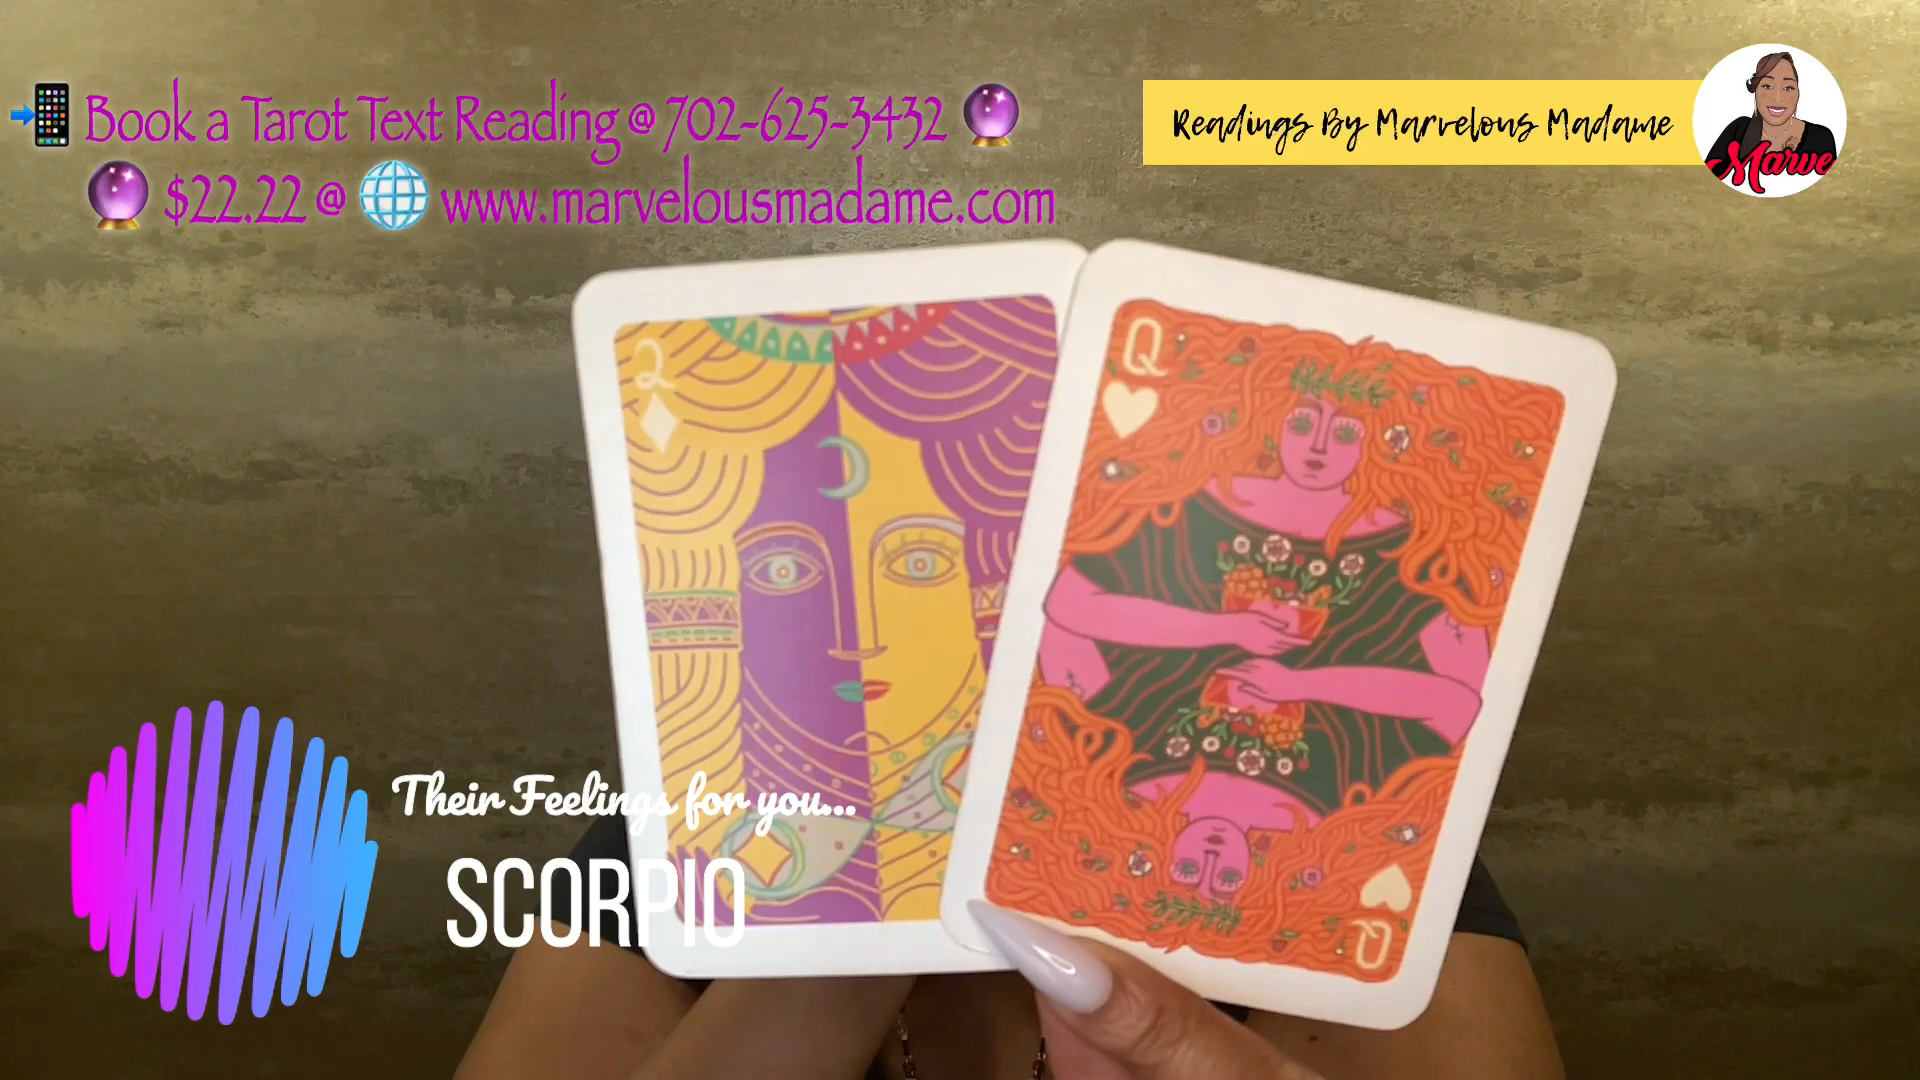 Book a Tarot Text Reading @ 702-625-3432
$22.22 @ www.marvelousmadame.com
Readings By Marvelous Madame
Marve
2
Q
Their Feelings for you...
SCORPIO
Q